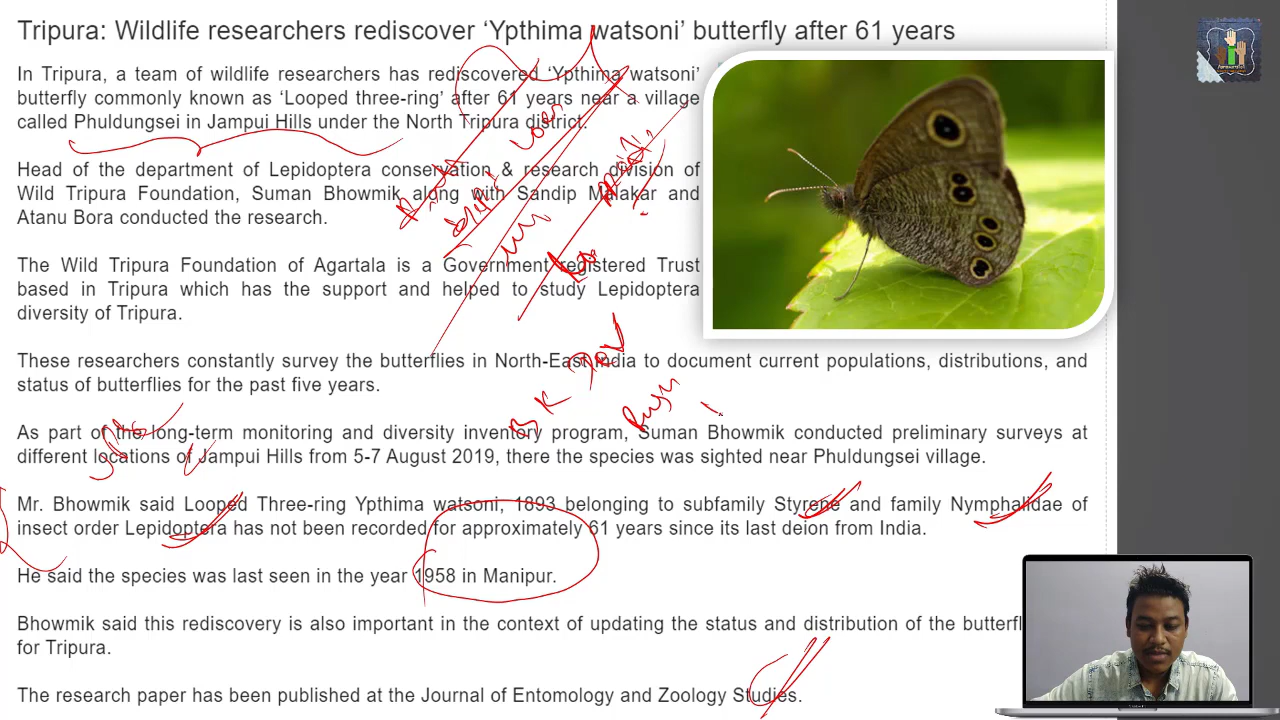 Tripura: Wildlife researchers rediscover ‘Ypthima watsoni’ butterfly after 61 years
In Tripura, a team of wildlife researchers has rediscovered ‘Ypthima watsoni’
butterfly commonly known as ‘Looped three-ring’ after 61 years near a village
called Phuldungsei in Jampui Hills under the North Tripura district.
Head of the department of Lepidoptera conservation & research division of
Wild Tripura Foundation, Suman Bhowmik along with Sandip Malakar and
Atanu Bora conducted the research.
The Wild Tripura Foundation of Agartala is a Government registered Trust
based in Tripura which has the support and helped to study Lepidoptera
diversity of Tripura.
These researchers constantly survey the butterflies in North-East India to document current populations, distributions, and
status of butterflies for the past five years.
As part of the long-term monitoring and diversity inventory program, Suman Bhowmik conducted preliminary surveys at
different locations of Jampui Hills from 5-7 August 2019, there the species was sighted near Phuldungsei village.
Mr. Bhowmik said Looped Three-ring Ypthima watsoni, 1893 belonging to subfamily Styrene and family Nymphalidae of
insect order Lepidoptera has not been recorded for approximately 61 years since its last deion from India.
He said the species was last seen in the year 1958 in Manipur.
Bhowmik said this rediscovery is also important in the context of updating the status and distribution of the butterfl
for Tripura.
The research paper has been published at the Journal of Entomology and Zoology Studies.